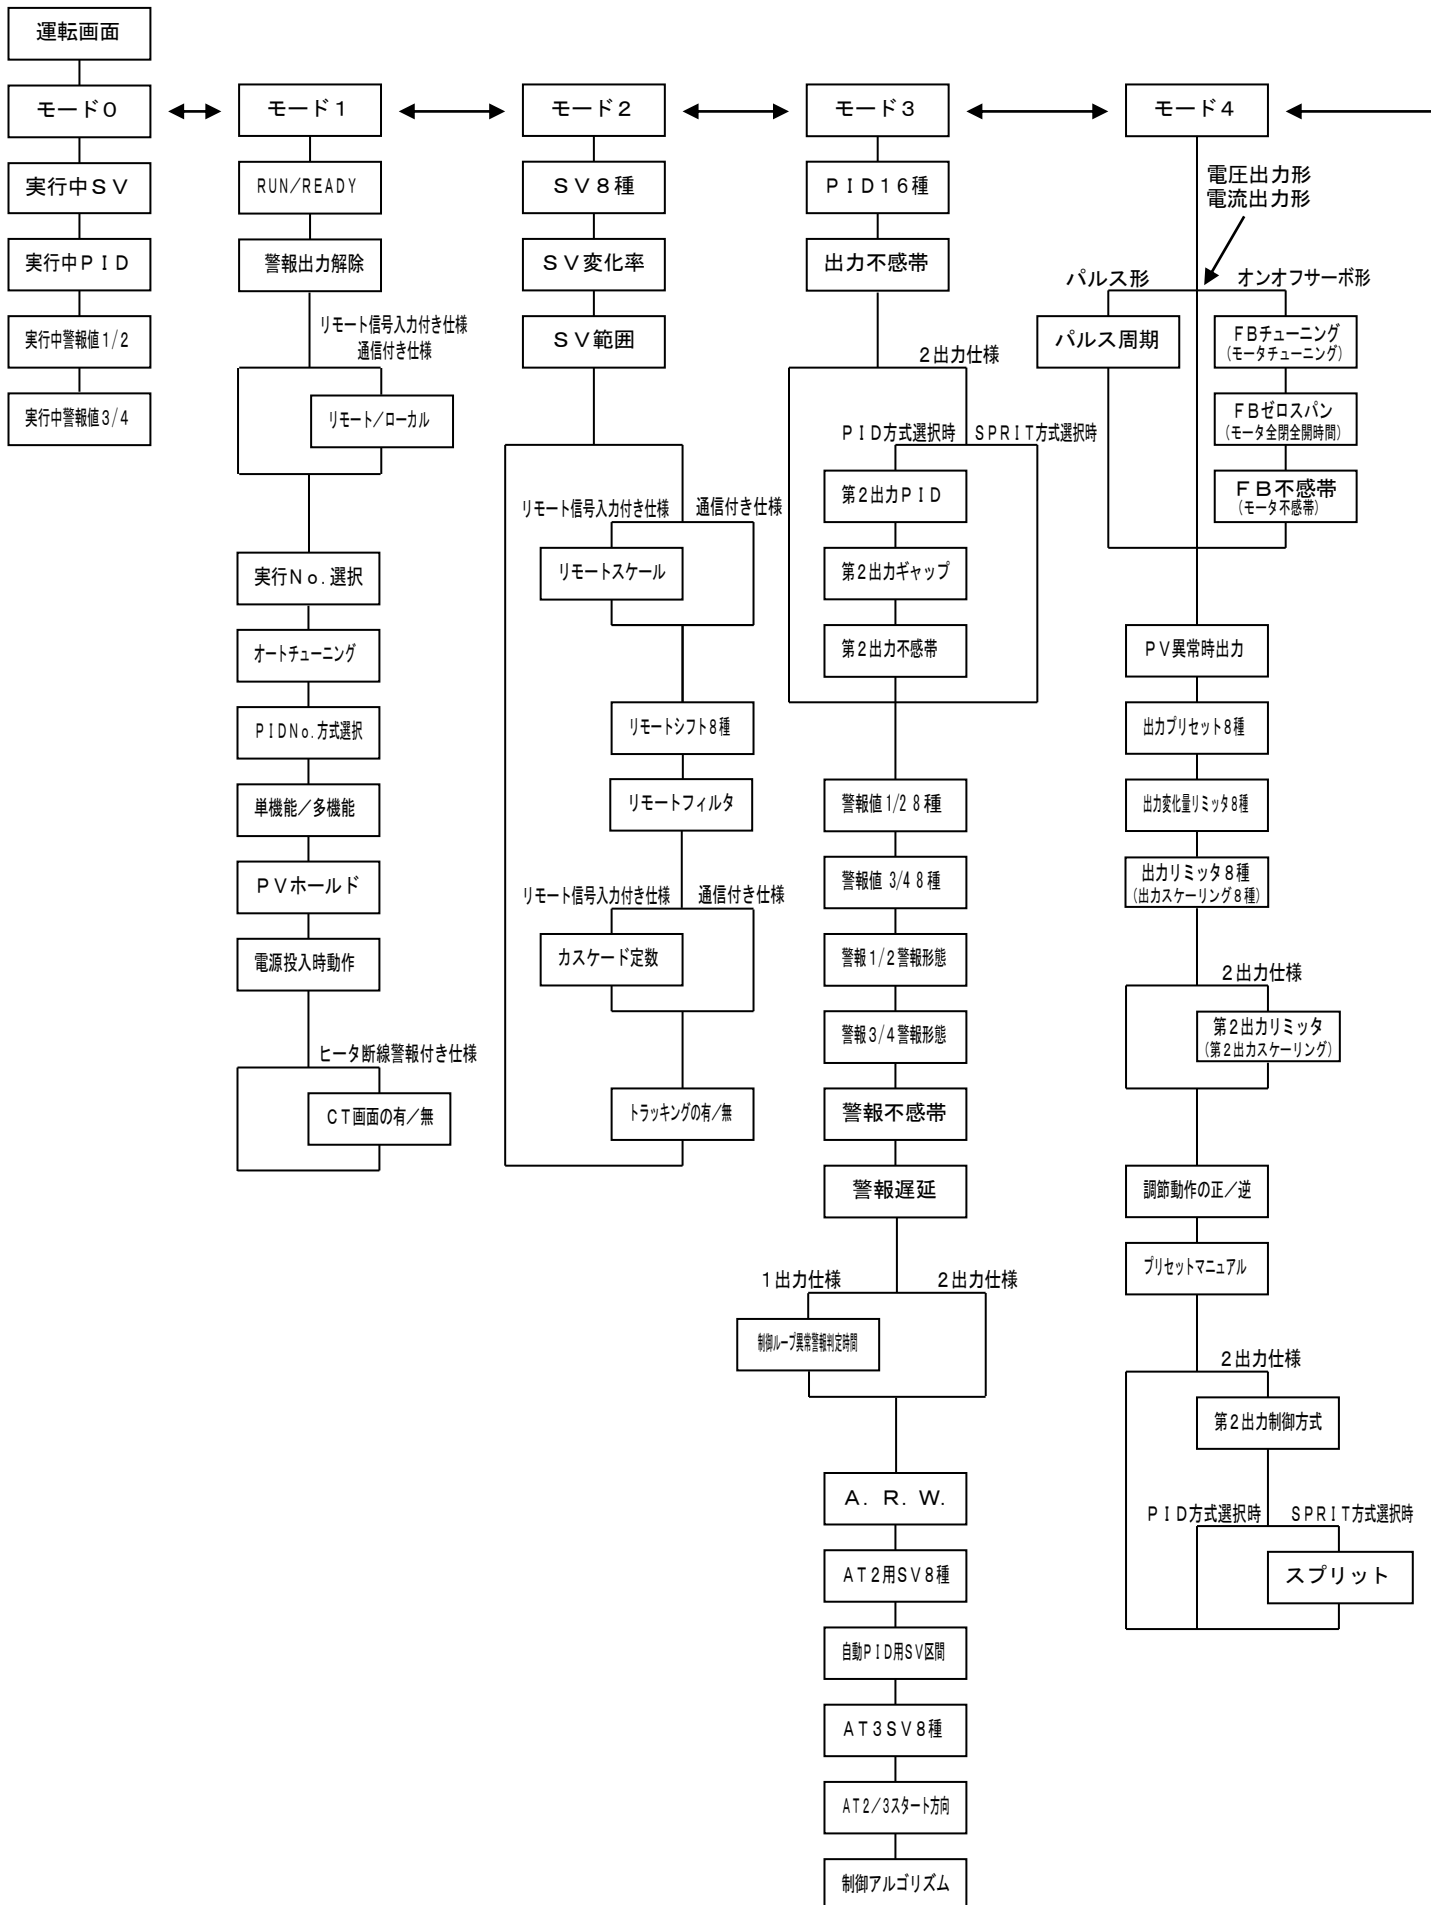 運転画面
モード０
実行中ＳＶ
実行中ＰＩＤ
実行中警報値1/2
実行中警報値3/4
モード１
RUN/READY
警報出力解除
リモート信号入力付き仕様
通信付き仕様
リモート／ローカル
実行Ｎｏ．選択
オートチューニング
ＰＩＤＮｏ．方式選択
単機能／多機能
ＰＶホールド
電源投入時動作
ヒータ断線警報付き仕様
ＣＴ画面の有／無
モード２
ＳＶ８種
ＳＶ変化率
ＳＶ範囲
リモート信号入力付き仕様
通信付き仕様
リモートスケール
リモートシフト8種
リモートフィルタ
リモート信号入力付き仕様
通信付き仕様
カスケード定数
トラッキングの有／無
モード３
ＰＩＤ１６種
出力不感帯
２出力仕様
ＰＩＤ方式選択時
ＳＰＲＩＴ方式選択時
第２出力ＰＩＤ
第２出力ギャップ
第２出力不感帯
警報値1/2８種
警報値 3/4８種
警報1/2警報形態
警報3/4警報形態
警報不感帯
警報遅延
１出力仕様
２出力仕様
制御ループ異常警報判定時間
Ａ．Ｒ．Ｗ．
ＡＴ２用ＳＶ８種
自動ＰＩＤ用ＳＶ区間
ＡＴ３ＳＶ８種
ＡＴ２／３スタート方向
制御アルゴリズム
モード４
電圧出力形
電流出力形
パルス形
オンオフサーボ形
パルス周期
ＦＢチューニング
(モータチューニング)
ＦＢゼロスパン
(モータ全閉全開時間)
ＦＢ不感帯
(モータ不感帯)
ＰＶ異常時出力
出力プリセット８種
出力変化量リミッタ８種
出力リミッタ８種
(出力スケーリング８種)
２出力仕様
第２出力リミッタ
(第２出力スケーリング)
調節動作の正／逆
プリセットマニュアル
２出力仕様
第２出力制御方式
ＰＩＤ方式選択時
ＳＰＲＩＴ方式選択時
スプリット